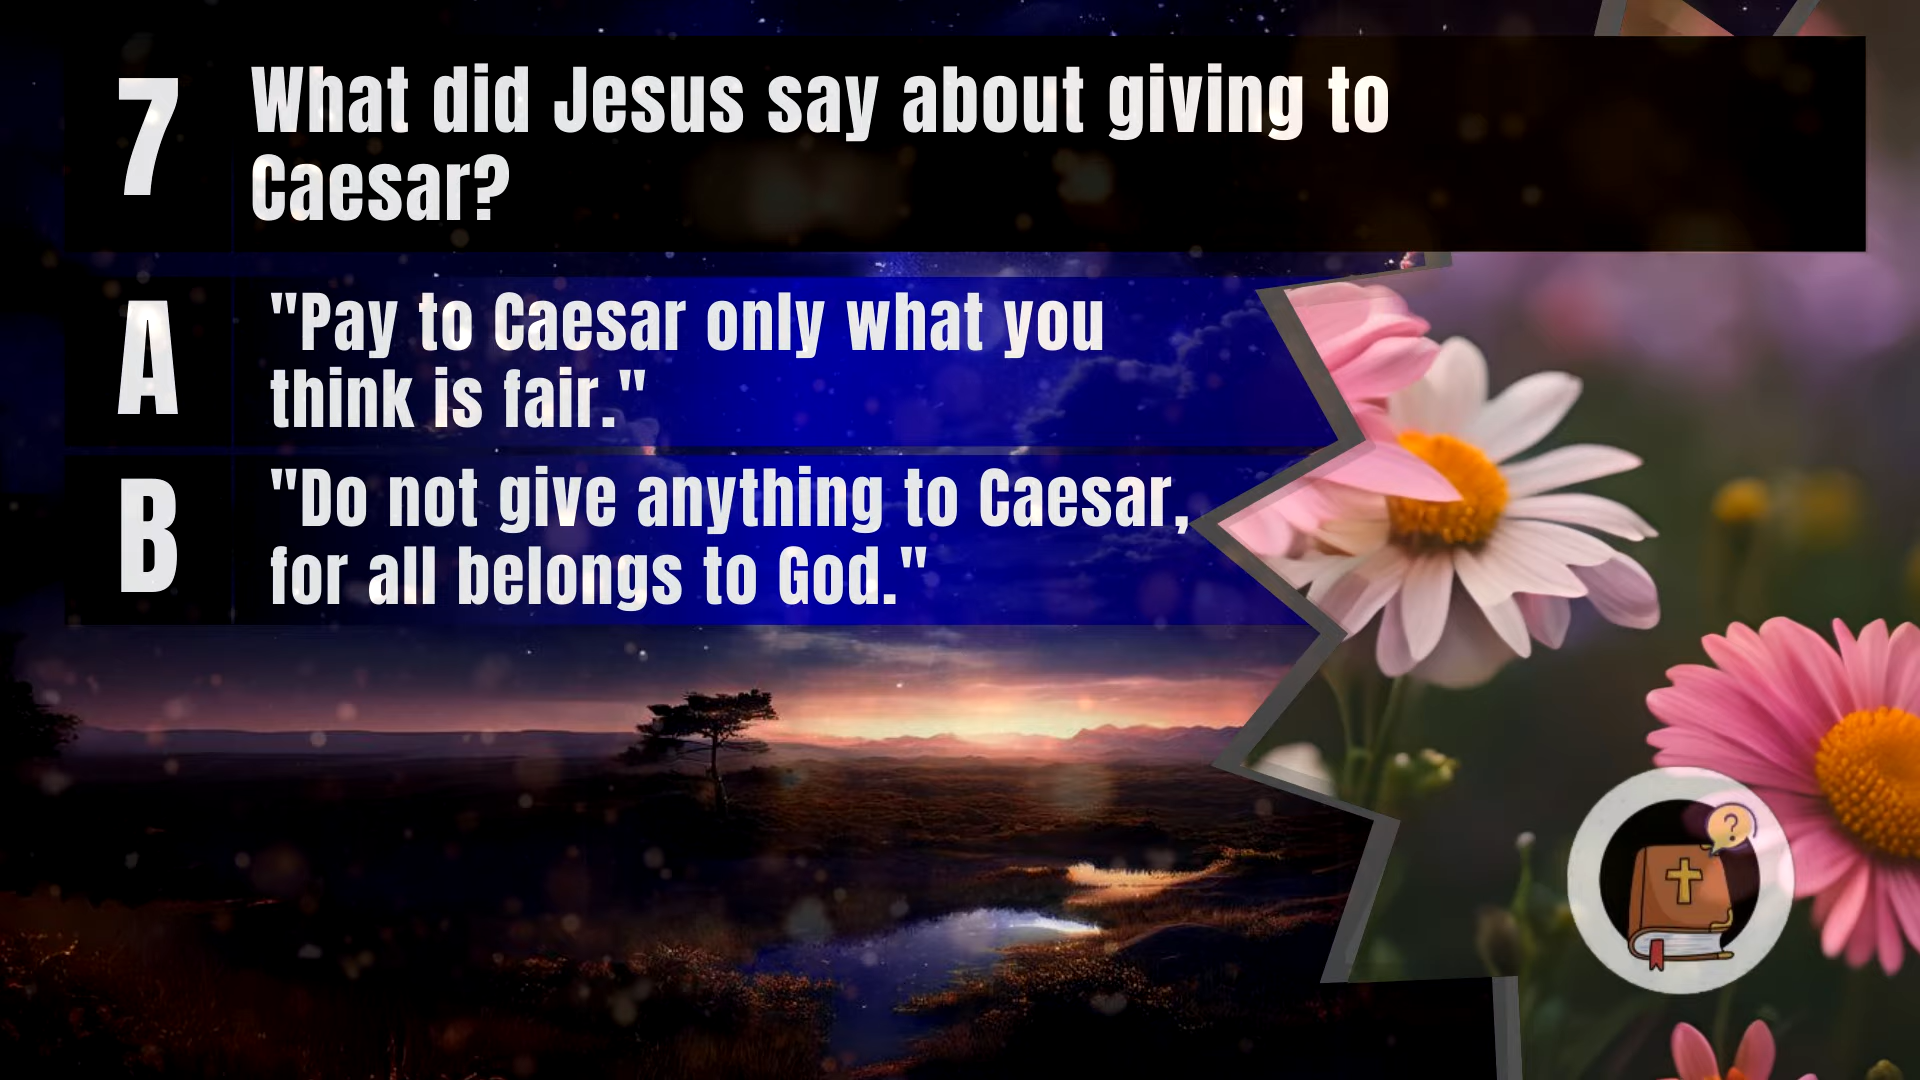 7
What did Jesus say about giving to
Caesar?
A
"Pay to Caesar only what you
think is fair."
B
"Do not give anything to Caesar,
for all belongs to God."
?